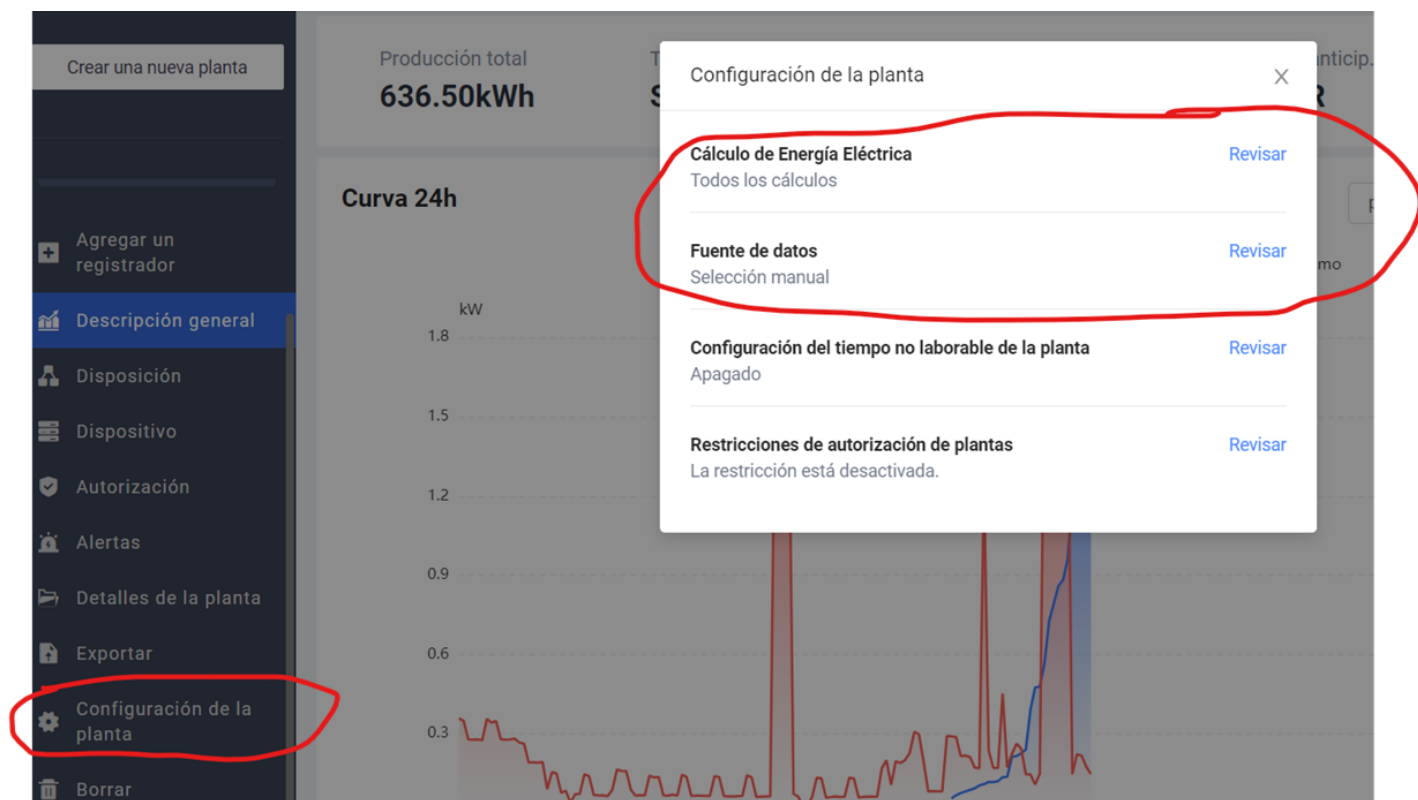 Crear una nueva planta
Agregar un
registrador
Descripción general
Disposición
Dispositivo
Autorización
Alertas
Detalles de la planta
Exportar
Configuración de la
planta
Borrar
Producción total
636.50kWh
Curva 24h
kW
1.8
1.5
1.2
0.9
0.6
0.3
Configuración de la planta
Cálculo de Energía Eléctrica
Revisar
Todos los cálculos
Fuente de datos
Revisar
Selección manual
Configuración del tiempo no laborable de la planta
Revisar
Apagado
Restricciones de autorización de plantas
Revisar
La restricción está desactivada.